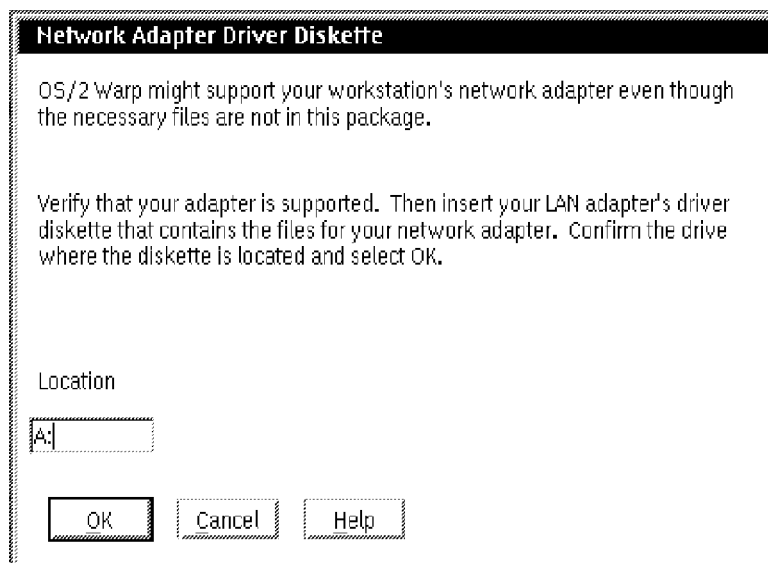 Network Adapter Driver Diskette
OS/2 Warp might support your workstation's network adapter even though
the necessary files are not in this package.
Verify that your adapter is supported. Then insert your LAN adapter's driver
diskette that contains the files for your network adapter. Confirm the drive
where the diskette is located and select OK.
Location
A:
OK Cancel Help